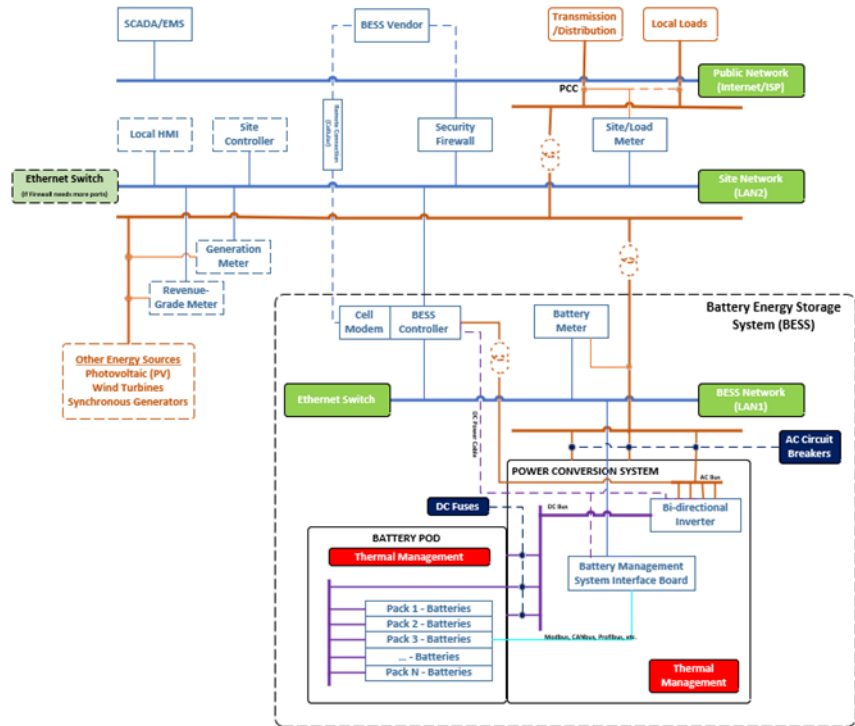 SCADA/EMS
BESS Vendor
Transmission
/Distribution
Local Loads
Public Network
(Internet/ISP)
PCC
Remote Connection
(Cellular)
Local HMI
Site
Controller
Security
Firewall
Site/Load
Meter
Ethernet Switch
(if Firewall needs more ports)
Site Network
(LAN2)
Generation
Meter
Revenue-
Grade Meter
Battery Energy Storage
System (BESS)
Cell
Modem
BESS
Controller
Battery
Meter
Other Energy Sources
Photovoltaic (PV)
Wind Turbines
Synchronous Generators
Ethernet Switch
BESS Network
(LAN1)
DC Power Cable
AC Circuit
Breakers
POWER CONVERSION SYSTEM
AC Bus
DC Fuses
DC Bus
Bi-directional
Inverter
BATTERY POD
Thermal Management
Battery Management
System Interface Board
Pack 1 - Batteries
Pack 2 - Batteries
Pack 3 - Batteries
... - Batteries
Pack N - Batteries
Modbus, CANbus, Profibus, etc.
Thermal
Management